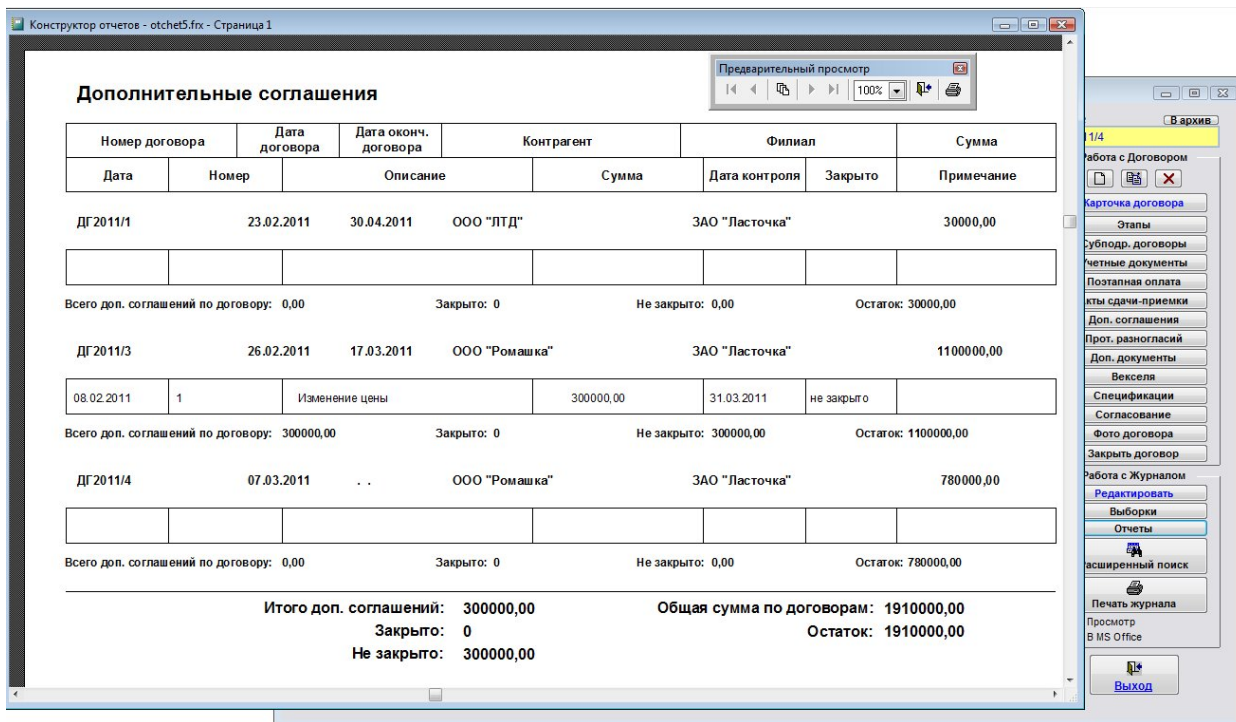 Конструктор отчетов - otchet5.frx - Страница 1
Предварительный просмотр
100%
Дополнительные соглашения
Номер договора Дата договора Дата оконч. договора Контрагент Филиал Сумма
Дата Номер Описание Сумма Дата контроля Закрыто Примечание
ДГ2011/1 23.02.2011 30.04.2011 ООО "ЛТД" ЗАО "Ласточка" 30000,00
Всего доп. соглашений по договору: 0,00 Закрыто: 0 Не закрыто: 0,00 Остаток: 30000,00
ДГ2011/3 26.02.2011 17.03.2011 ООО "Ромашка" ЗАО "Ласточка" 1100000,00
08.02.2011 1 Изменение цены 300000,00 31.03.2011 не закрыто
Всего доп. соглашений по договору: 300000,00 Закрыто: 0 Не закрыто: 300000,00 Остаток: 1100000,00
ДГ2011/4 07.03.2011 . . ООО "Ромашка" ЗАО "Ласточка" 780000,00
Всего доп. соглашений по договору: 0,00 Закрыто: 0 Не закрыто: 0,00 Остаток: 780000,00
Итого доп. соглашений: 300000,00 Общая сумма по договорам: 1910000,00
Закрыто: 0 Остаток: 1910000,00
Не закрыто: 300000,00
В архив
11/4
Работа с Договором
Карточка договора
Этапы
Субподр. договоры
Учетные документы
Поэтапная оплата
кты сдачи-приемки
Доп. соглашения
Прот. разногласий
Доп. документы
Векселя
Спецификации
Согласование
Фото договора
Закрыть договор
Работа с Журналом
Редактировать
Выборки
Отчеты
асширенный поиск
Печать журнала
Просмотр
В MS Office
Выход